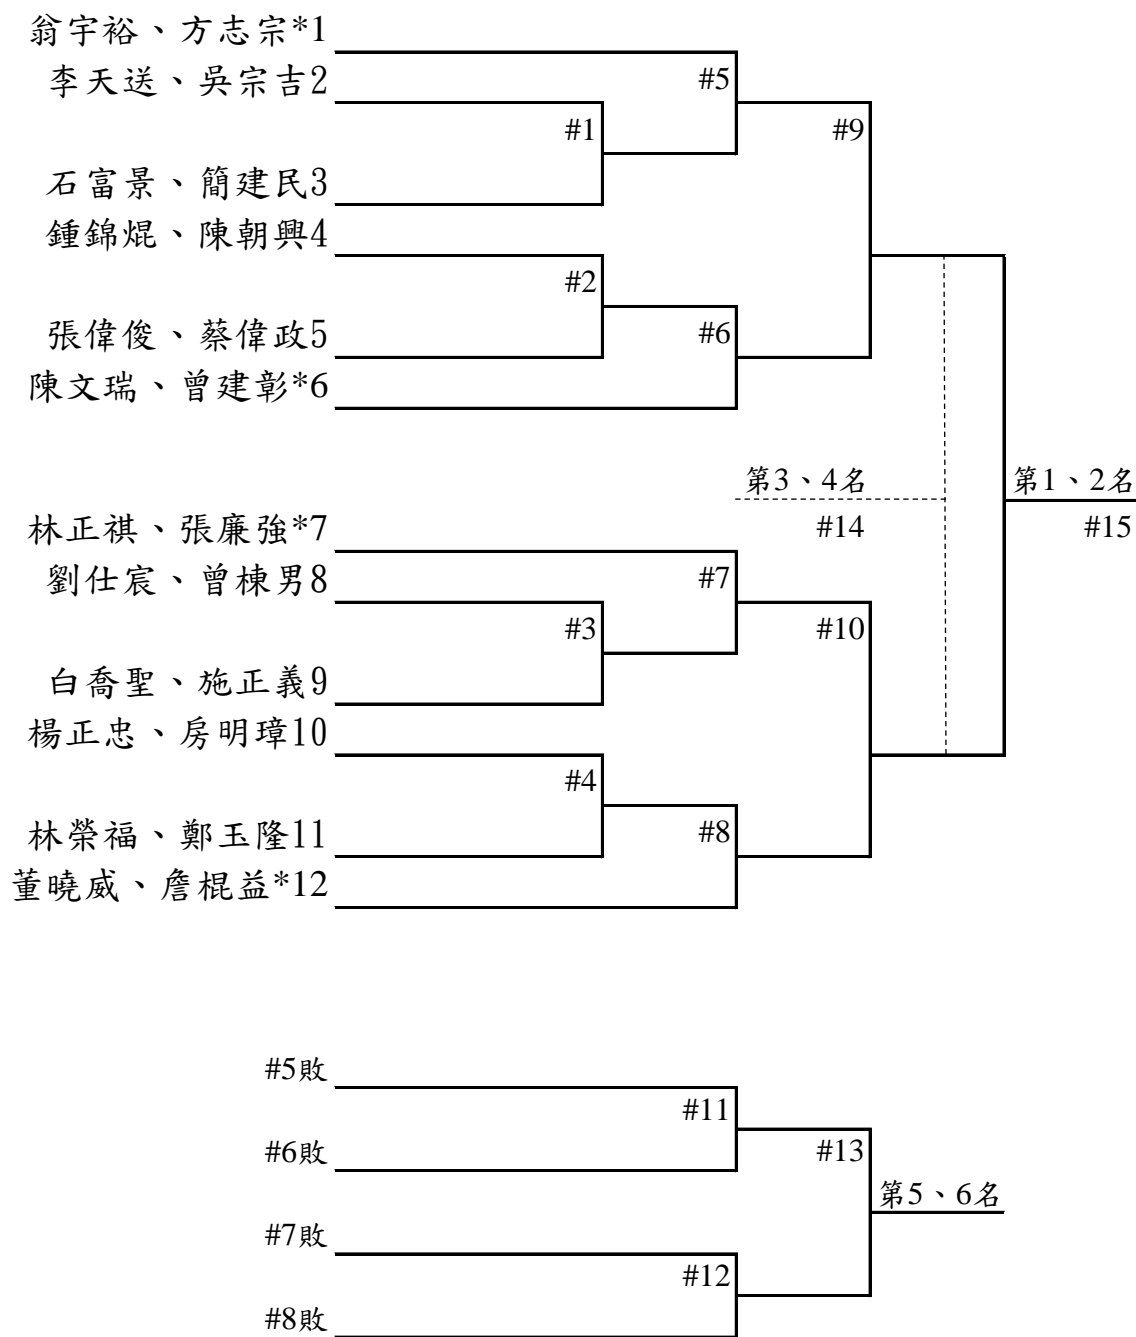 翁宇裕、方志宗*1
李天送、吳宗吉2
#5
#1
#9
石富景、簡建民3
鍾錦焜、陳朝興4
#2
張偉俊、蔡偉政5
#6
陳文瑞、曾建彰*6
第3、4名
第1、2名
林正祺、張廉強*7
#14
#15
劉仕宸、曾棟男8
#7
#3
#10
白喬聖、施正義9
楊正忠、房明璋10
#4
林榮福、鄭玉隆11
#8
董曉威、詹棍益*12
#5敗
#11
#6敗
#13
第5、6名
#7敗
#12
#8敗